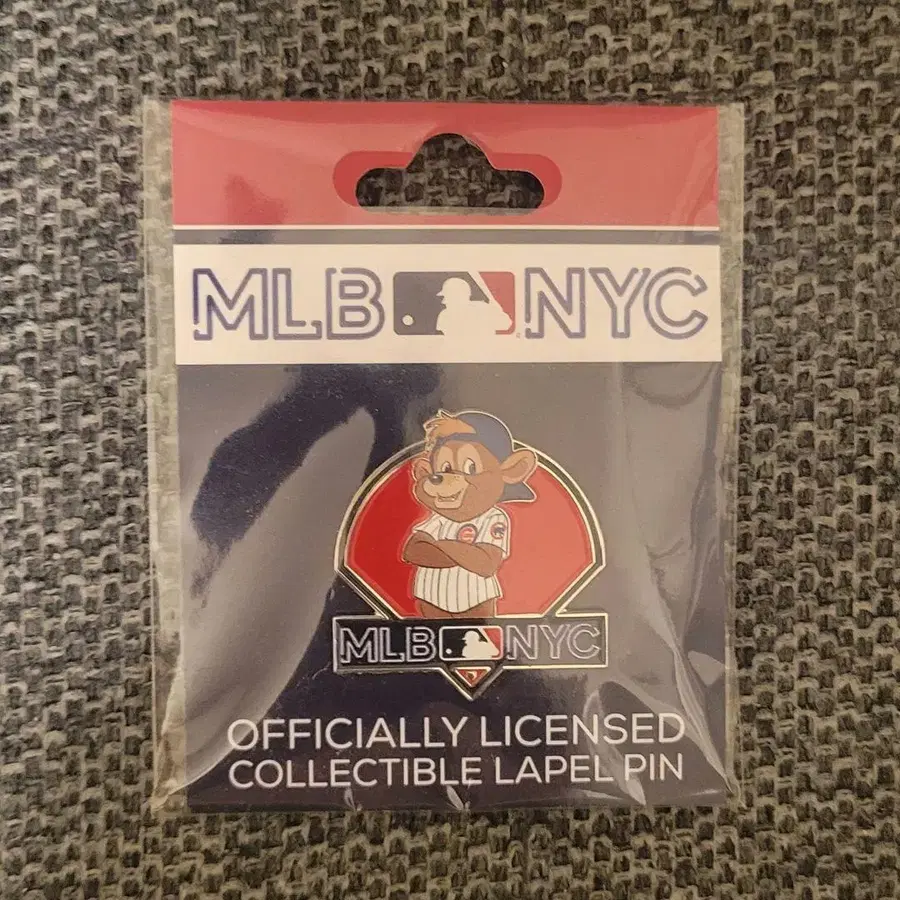 MLB NYC
MLB NYC
OFFICIALLY LICENSED
COLLECTIBLE LAPEL PIN